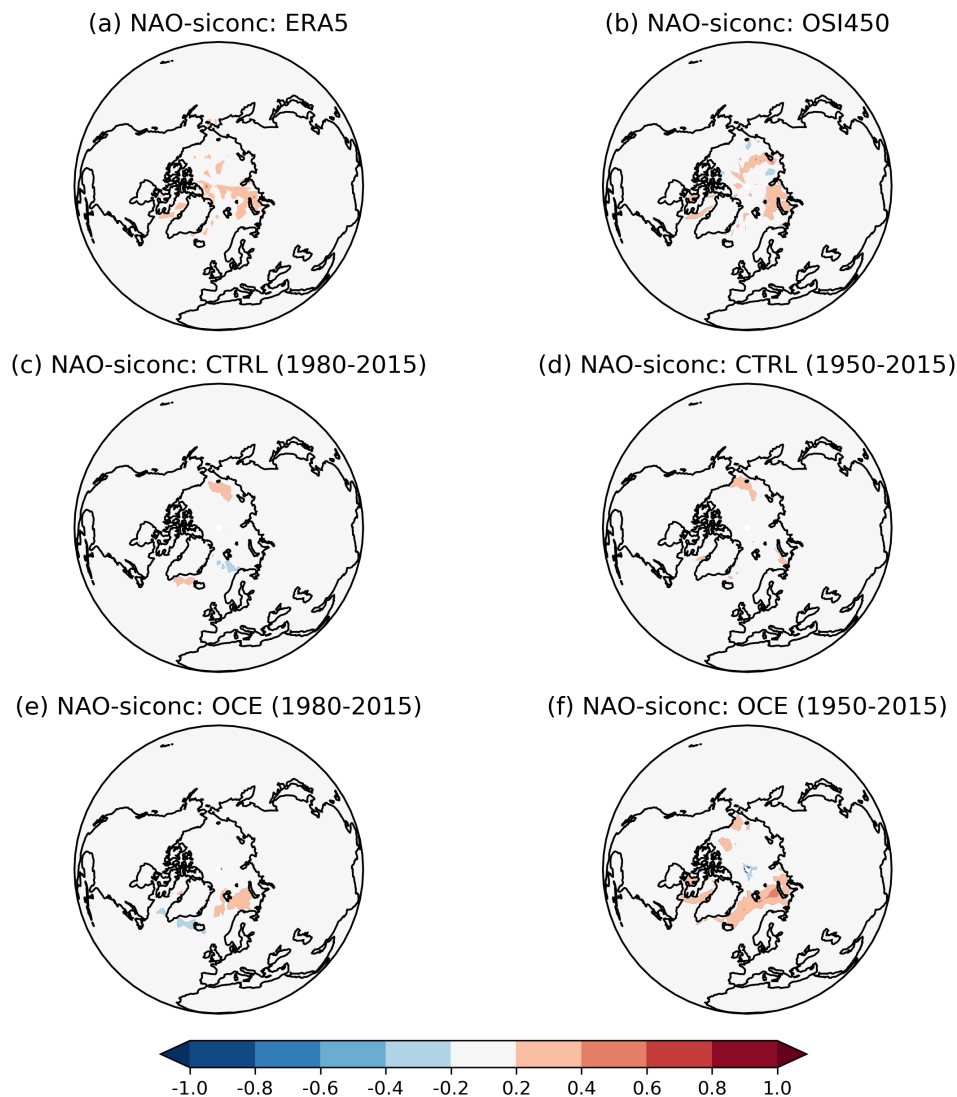 (a) NAO-siconc: ERA5
(b) NAO-siconc: OSI450
(c) NAO-siconc: CTRL (1980-2015)
(d) NAO-siconc: CTRL (1950-2015)
(e) NAO-siconc: OCE (1980-2015)
(f) NAO-siconc: OCE (1950-2015)
-1.0 -0.8 -0.6 -0.4 -0.2 0.2 0.4 0.6 0.8 1.0